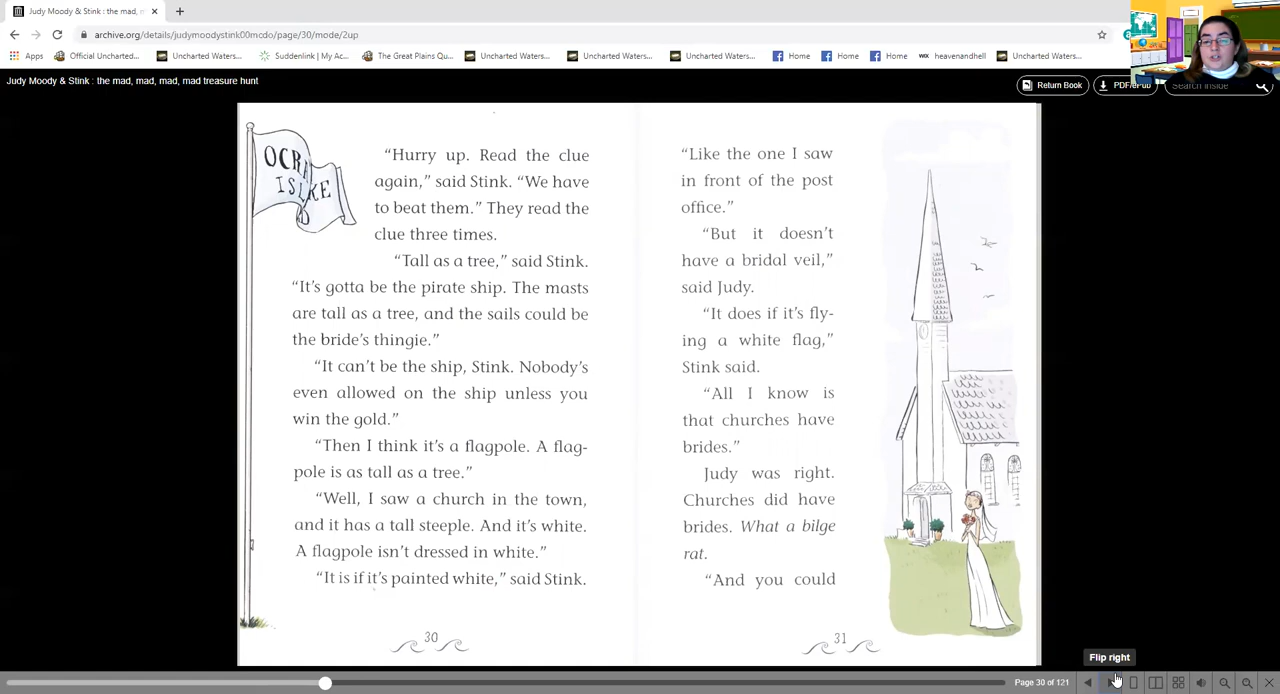 Judy Moody & Stink : the mad, m
archive.org/details/judymoodystink00mcdo/page/30/mode/2up
Apps
Official Uncharted...
Uncharted Waters...
Suddenlink | My Ac...
The Great Plains Qu...
Uncharted Waters...
Uncharted Waters...
Uncharted Waters...
Home
Home
Home
WIX
heavenandhell
Uncharted Waters...
Judy Moody & Stink : the mad, mad, mad, mad treasure hunt
Return Book
PDF/ePub
Search inside
OCRA KE
ISL D
“Hurry up. Read the clue
again,” said Stink. “We have
to beat them.” They read the
clue three times.
“Tall as a tree,” said Stink.
“It’s gotta be the pirate ship. The masts
are tall as a tree, and the sails could be
the bride’s thingie.”
“It can’t be the ship, Stink. Nobody’s
even allowed on the ship unless you
win the gold.”
“Then I think it’s a flagpole. A flag-
pole is as tall as a tree.”
“Well, I saw a church in the town,
and it has a tall steeple. And it’s white.
A flagpole isn’t dressed in white.”
“It is if it’s painted white,” said Stink.
30
“Like the one I saw
in front of the post
office.”
“But it doesn’t
have a bridal veil,”
said Judy.
“It does if it’s fly-
ing a white flag,”
Stink said.
“All I know is
that churches have
brides.”
Judy was right.
Churches did have
brides. What a bilge
rat.
“And you could
31
Flip right
Page 30 of 121